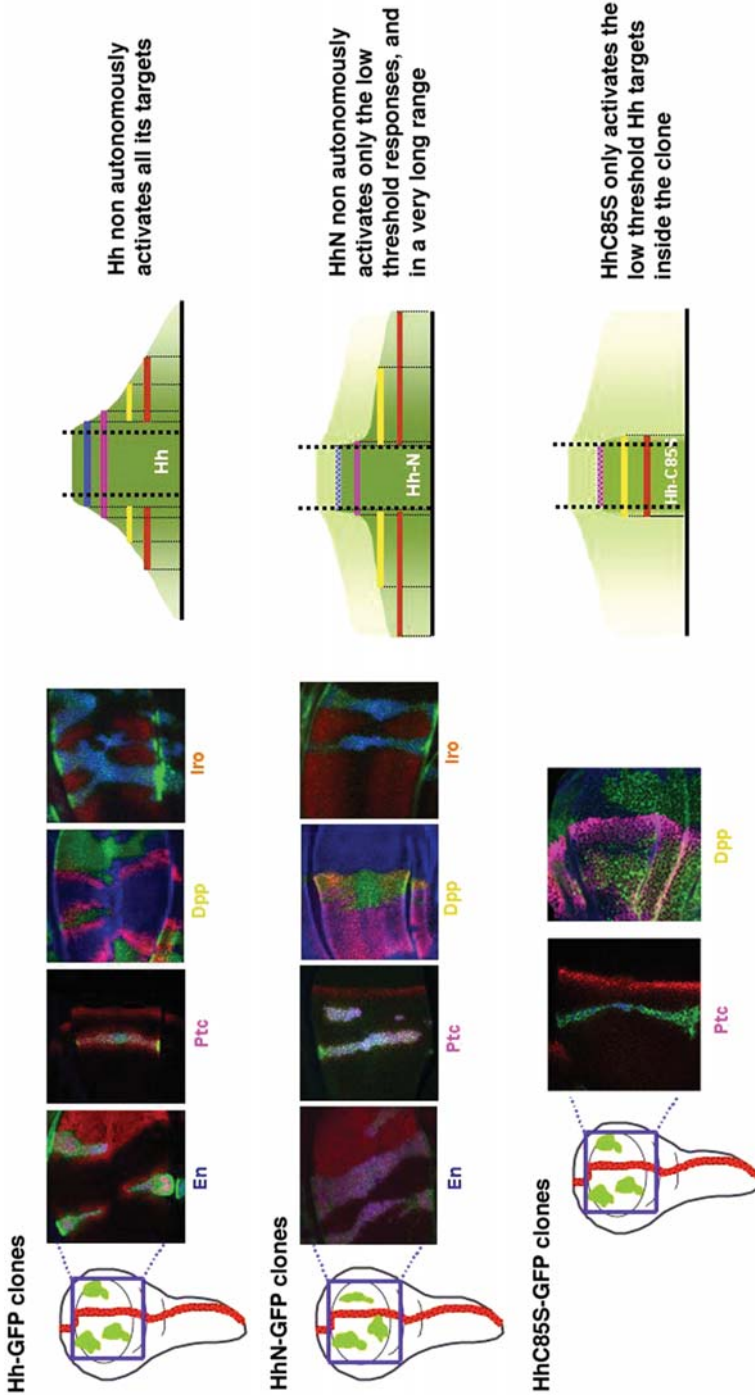 Hh-GFP clones
En
Ptc
Dpp
Iro
Hh
Hh non autonomously
activates all its targets
HhN-GFP clones
En
Ptc
Dpp
Iro
Hh-N
HhN non autonomously
activates only the low
threshold responses, and
in a very long range
HhC85S-GFP clones
Ptc
Dpp
Hh-C85S
HhC85S only activates the
low threshold Hh targets
inside the clone